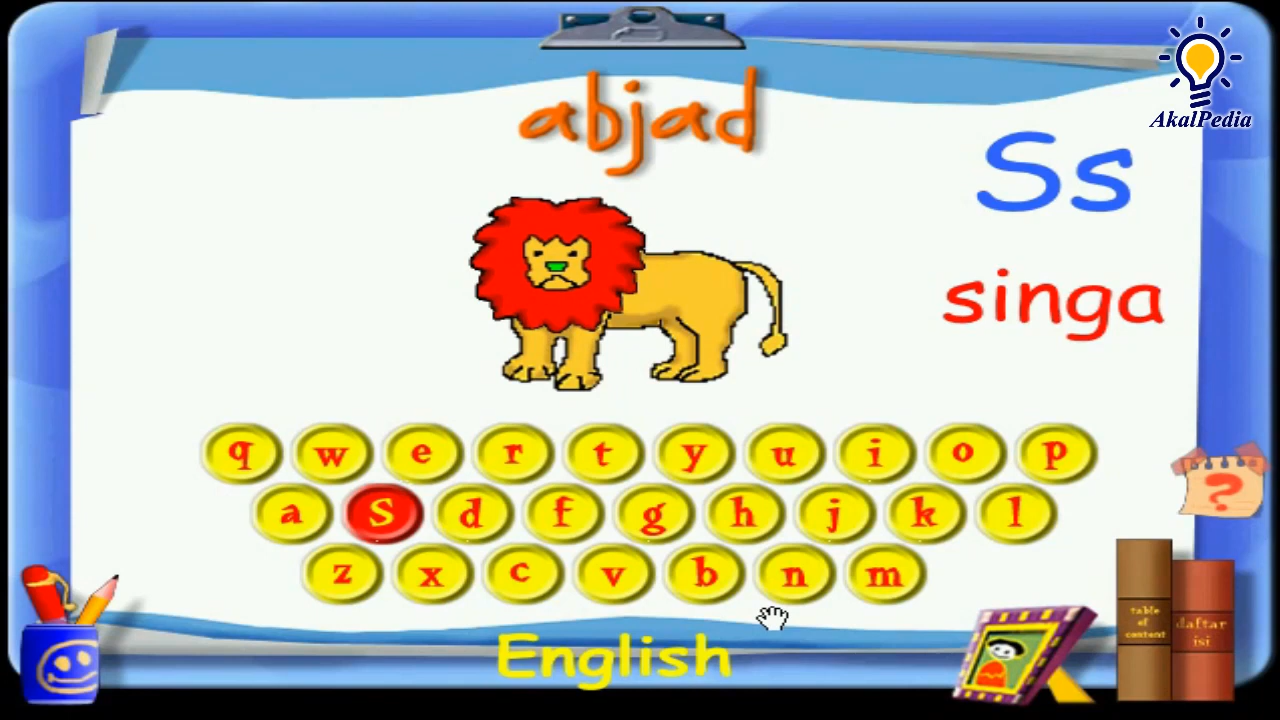 AkalPedia
abjad
Ss
singa
q w e r t y u i o p
a S d f g h j k l
z x c v b n m
?
English
table
of
content
daftar
isi